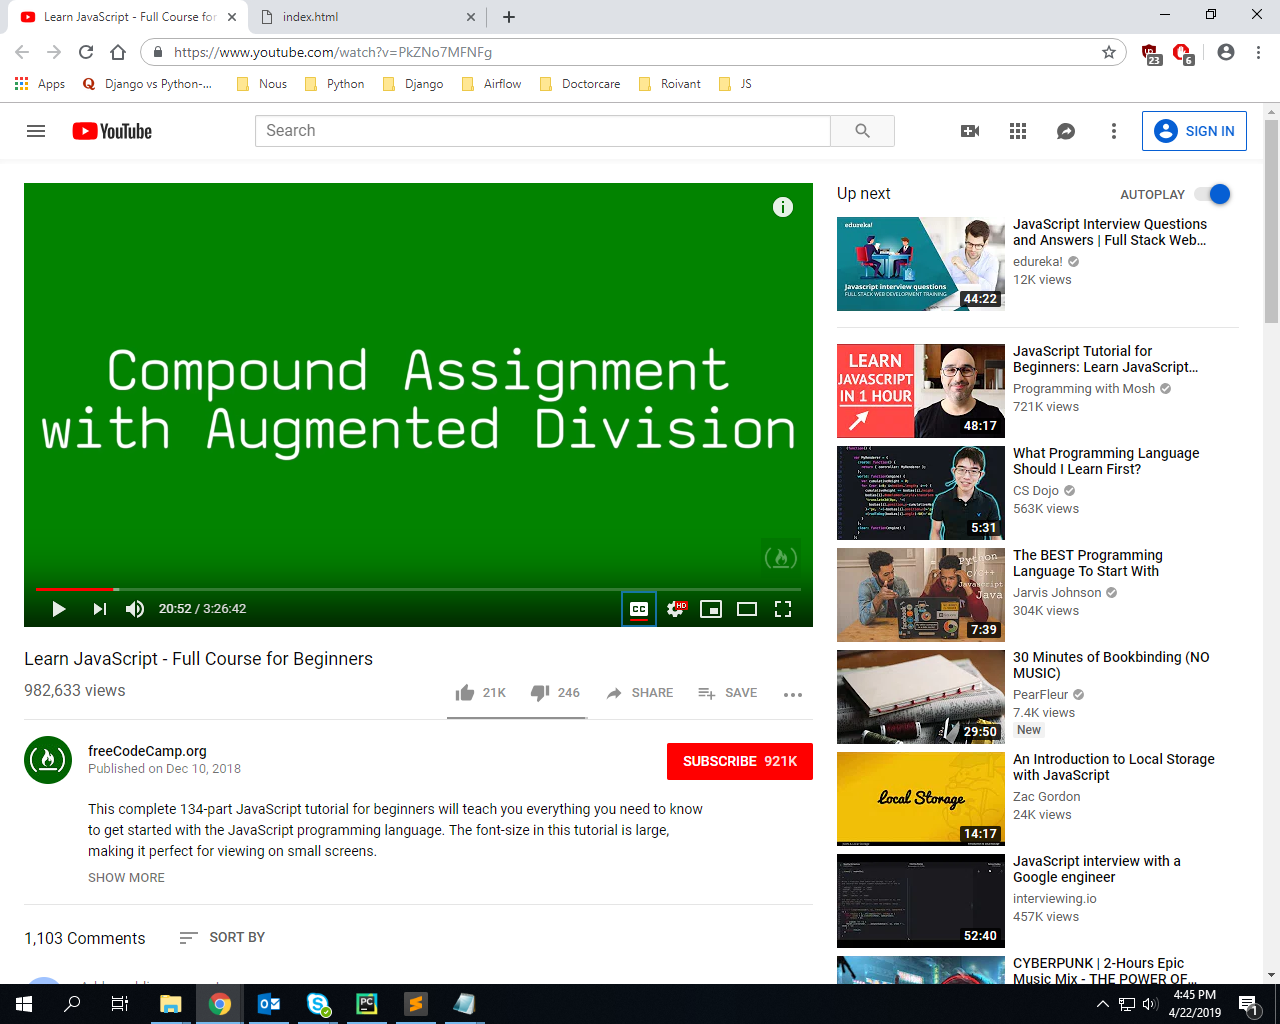 Learn JavaScript - Full Course for
index.html
https://www.youtube.com/watch?v=PkZNo7MFNFg
23
6
Apps
Django vs Python-...
Nous
Python
Django
Airflow
Doctorcare
Roivant
JS
YouTube
Search
SIGN IN
Compound Assignment
with Augmented Division
20:52 / 3:26:42
CC
HD
Learn JavaScript - Full Course for Beginners
982,633 views
21K
246
SHARE
SAVE
freeCodeCamp.org
Published on Dec 10, 2018
SUBSCRIBE 921K
This complete 134-part JavaScript tutorial for beginners will teach you everything you need to know
to get started with the JavaScript programming language. The font-size in this tutorial is large,
making it perfect for viewing on small screens.
SHOW MORE
1,103 Comments
SORT BY
Up next
AUTOPLAY
edureka!
Javascript interview questions
FULL STACK WEB DEVELOPMENT TRAINING
44:22
JavaScript Interview Questions
and Answers | Full Stack Web...
edureka!
12K views
LEARN
JAVASCRIPT
IN 1 HOUR
48:17
JavaScript Tutorial for
Beginners: Learn JavaScript...
Programming with Mosh
721K views
5:31
What Programming Language
Should I Learn First?
CS Dojo
563K views
Python
C/C++
Javascript
Java
7:39
The BEST Programming
Language To Start With
Jarvis Johnson
304K views
29:50
30 Minutes of Bookbinding (NO
MUSIC)
PearFleur
7.4K views
New
Local Storage
14:17
An Introduction to Local Storage
with JavaScript
Zac Gordon
24K views
52:40
JavaScript interview with a
Google engineer
interviewing.io
457K views
CYBERPUNK | 2-Hours Epic
Music Mix - THE POWER OF...
PC
4:45 PM
4/22/2019
1